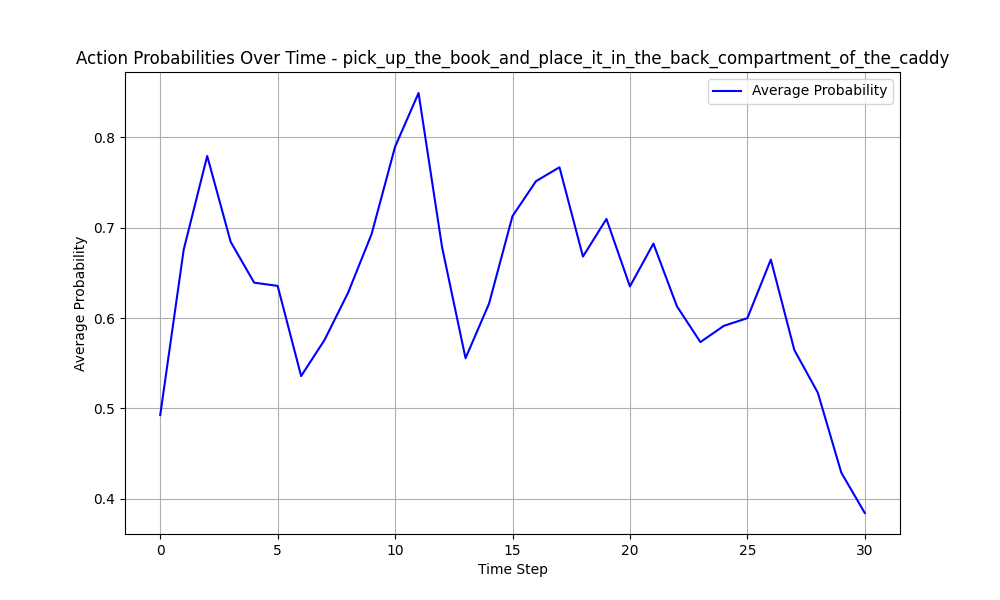 Action Probabilities Over Time - pick_up_the_book_and_place_it_in_the_back_compartment_of_the_caddy
Average Probability
Average Probability
0.8
0.7
0.6
0.5
0.4
0 5 10 15 20 25 30
Time Step